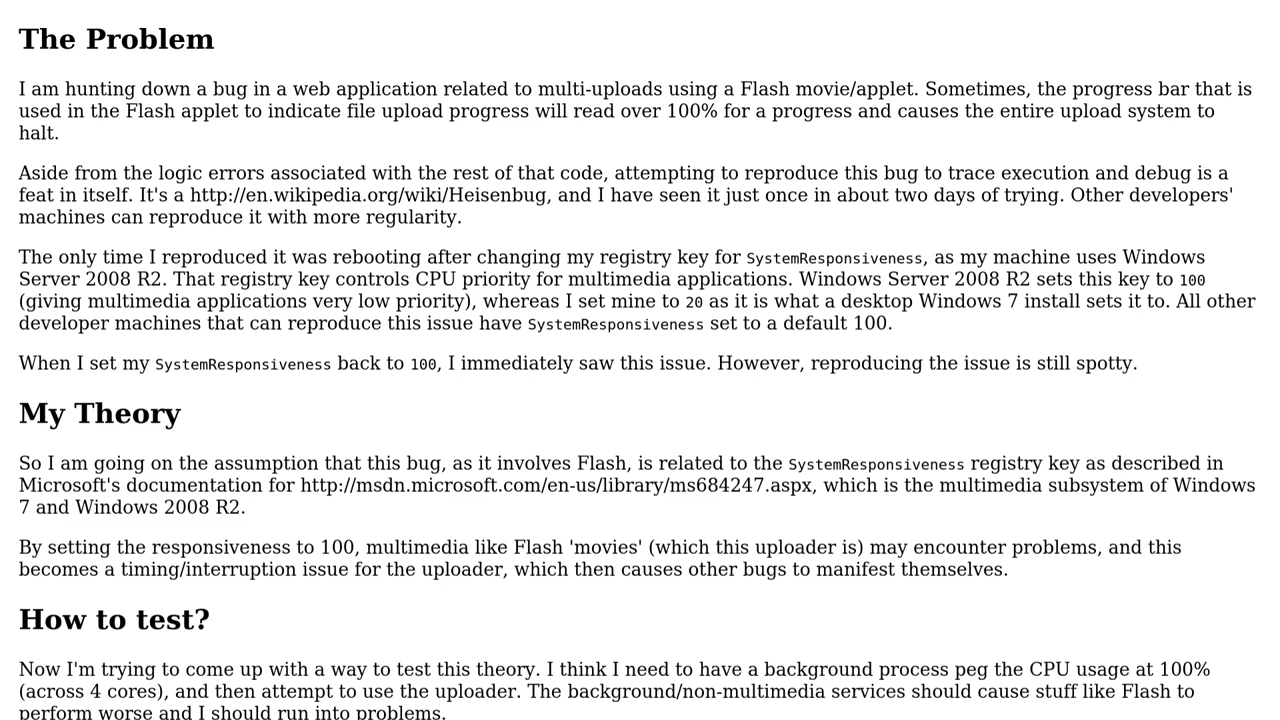 The Problem
I am hunting down a bug in a web application related to multi-uploads using a Flash movie/applet. Sometimes, the progress bar that is
used in the Flash applet to indicate file upload progress will read over 100% for a progress and causes the entire upload system to
halt.
Aside from the logic errors associated with the rest of that code, attempting to reproduce this bug to trace execution and debug is a
feat in itself. It's a http://en.wikipedia.org/wiki/Heisenbug, and I have seen it just once in about two days of trying. Other developers'
machines can reproduce it with more regularity.
The only time I reproduced it was rebooting after changing my registry key for SystemResponsiveness, as my machine uses Windows
Server 2008 R2. That registry key controls CPU priority for multimedia applications. Windows Server 2008 R2 sets this key to 100
(giving multimedia applications very low priority), whereas I set mine to 20 as it is what a desktop Windows 7 install sets it to. All other
developer machines that can reproduce this issue have SystemResponsiveness set to a default 100.
When I set my SystemResponsiveness back to 100, I immediately saw this issue. However, reproducing the issue is still spotty.
My Theory
So I am going on the assumption that this bug, as it involves Flash, is related to the SystemResponsiveness registry key as described in
Microsoft's documentation for http://msdn.microsoft.com/en-us/library/ms684247.aspx, which is the multimedia subsystem of Windows
7 and Windows 2008 R2.
By setting the responsiveness to 100, multimedia like Flash 'movies' (which this uploader is) may encounter problems, and this
becomes a timing/interruption issue for the uploader, which then causes other bugs to manifest themselves.
How to test?
Now I'm trying to come up with a way to test this theory. I think I need to have a background process peg the CPU usage at 100%
(across 4 cores), and then attempt to use the uploader. The background/non-multimedia services should cause stuff like Flash to
perform worse and I should run into problems.